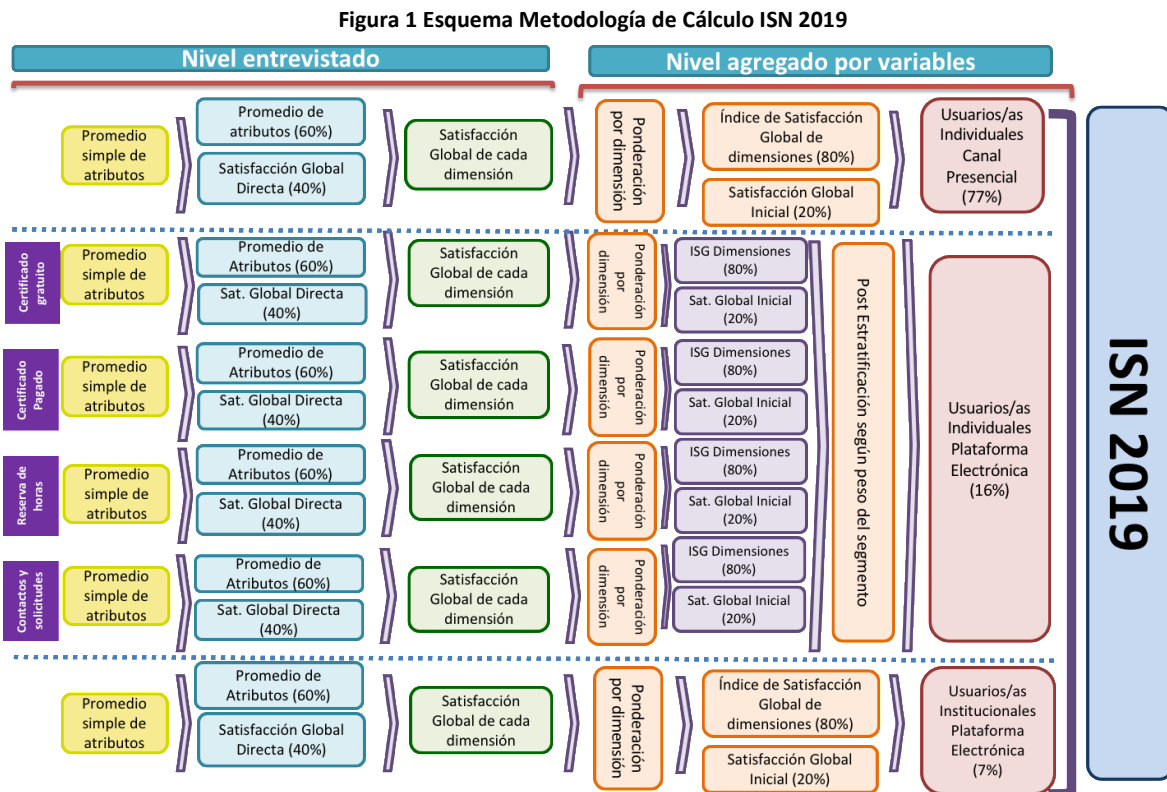 Figura 1 Esquema Metodología de Cálculo ISN 2019
Nivel entrevistado
Nivel agregado por variables
Promedio
simple de
atributos
Promedio de
atributos (60%)
Satisfacción Global
Directa (40%)
Satisfacción
Global de cada
dimensión
Ponderación
por dimensión
Índice de Satisfacción
Global de
dimensiones (80%)
Satisfacción Global
Inicial (20%)
Usuarios/as
Individuales
Canal
Presencial
(77%)
Certificado
gratuito
Promedio
simple de
atributos
Promedio de
Atributos (60%)
Sat. Global Directa
(40%)
Satisfacción
Global de cada
dimensión
Ponderación
por
dimensión
ISG Dimensiones
(80%)
Sat. Global Inicial
(20%)
Certificado
Pagado
Promedio
simple de
atributos
Promedio de
Atributos (60%)
Sat. Global Directa
(40%)
Satisfacción
Global de cada
dimensión
Ponderación
por
dimensión
ISG Dimensiones
(80%)
Sat. Global Inicial
(20%)
Reserva de
horas
Promedio
simple de
atributos
Promedio de
Atributos (60%)
Sat. Global Directa
(40%)
Satisfacción
Global de cada
dimensión
Ponderación
por
dimensión
ISG Dimensiones
(80%)
Sat. Global Inicial
(20%)
Contactos y
solicitudes
Promedio
simple de
atributos
Promedio de
Atributos (60%)
Sat. Global Directa
(40%)
Satisfacción
Global de cada
dimensión
Ponderación
por
dimensión
ISG Dimensiones
(80%)
Sat. Global Inicial
(20%)
Post Estratificación según peso del segmento
Usuarios/as
Individuales
Plataforma
Electrónica
(16%)
Promedio
simple de
atributos
Promedio de
Atributos (60%)
Satisfacción Global
Directa (40%)
Satisfacción
Global de cada
dimensión
Ponderación
por dimensión
Índice de Satisfacción
Global de
dimensiones (80%)
Satisfacción Global
Inicial (20%)
Usuarios/as
Institucionales
Plataforma
Electrónica
(7%)
ISN 2019